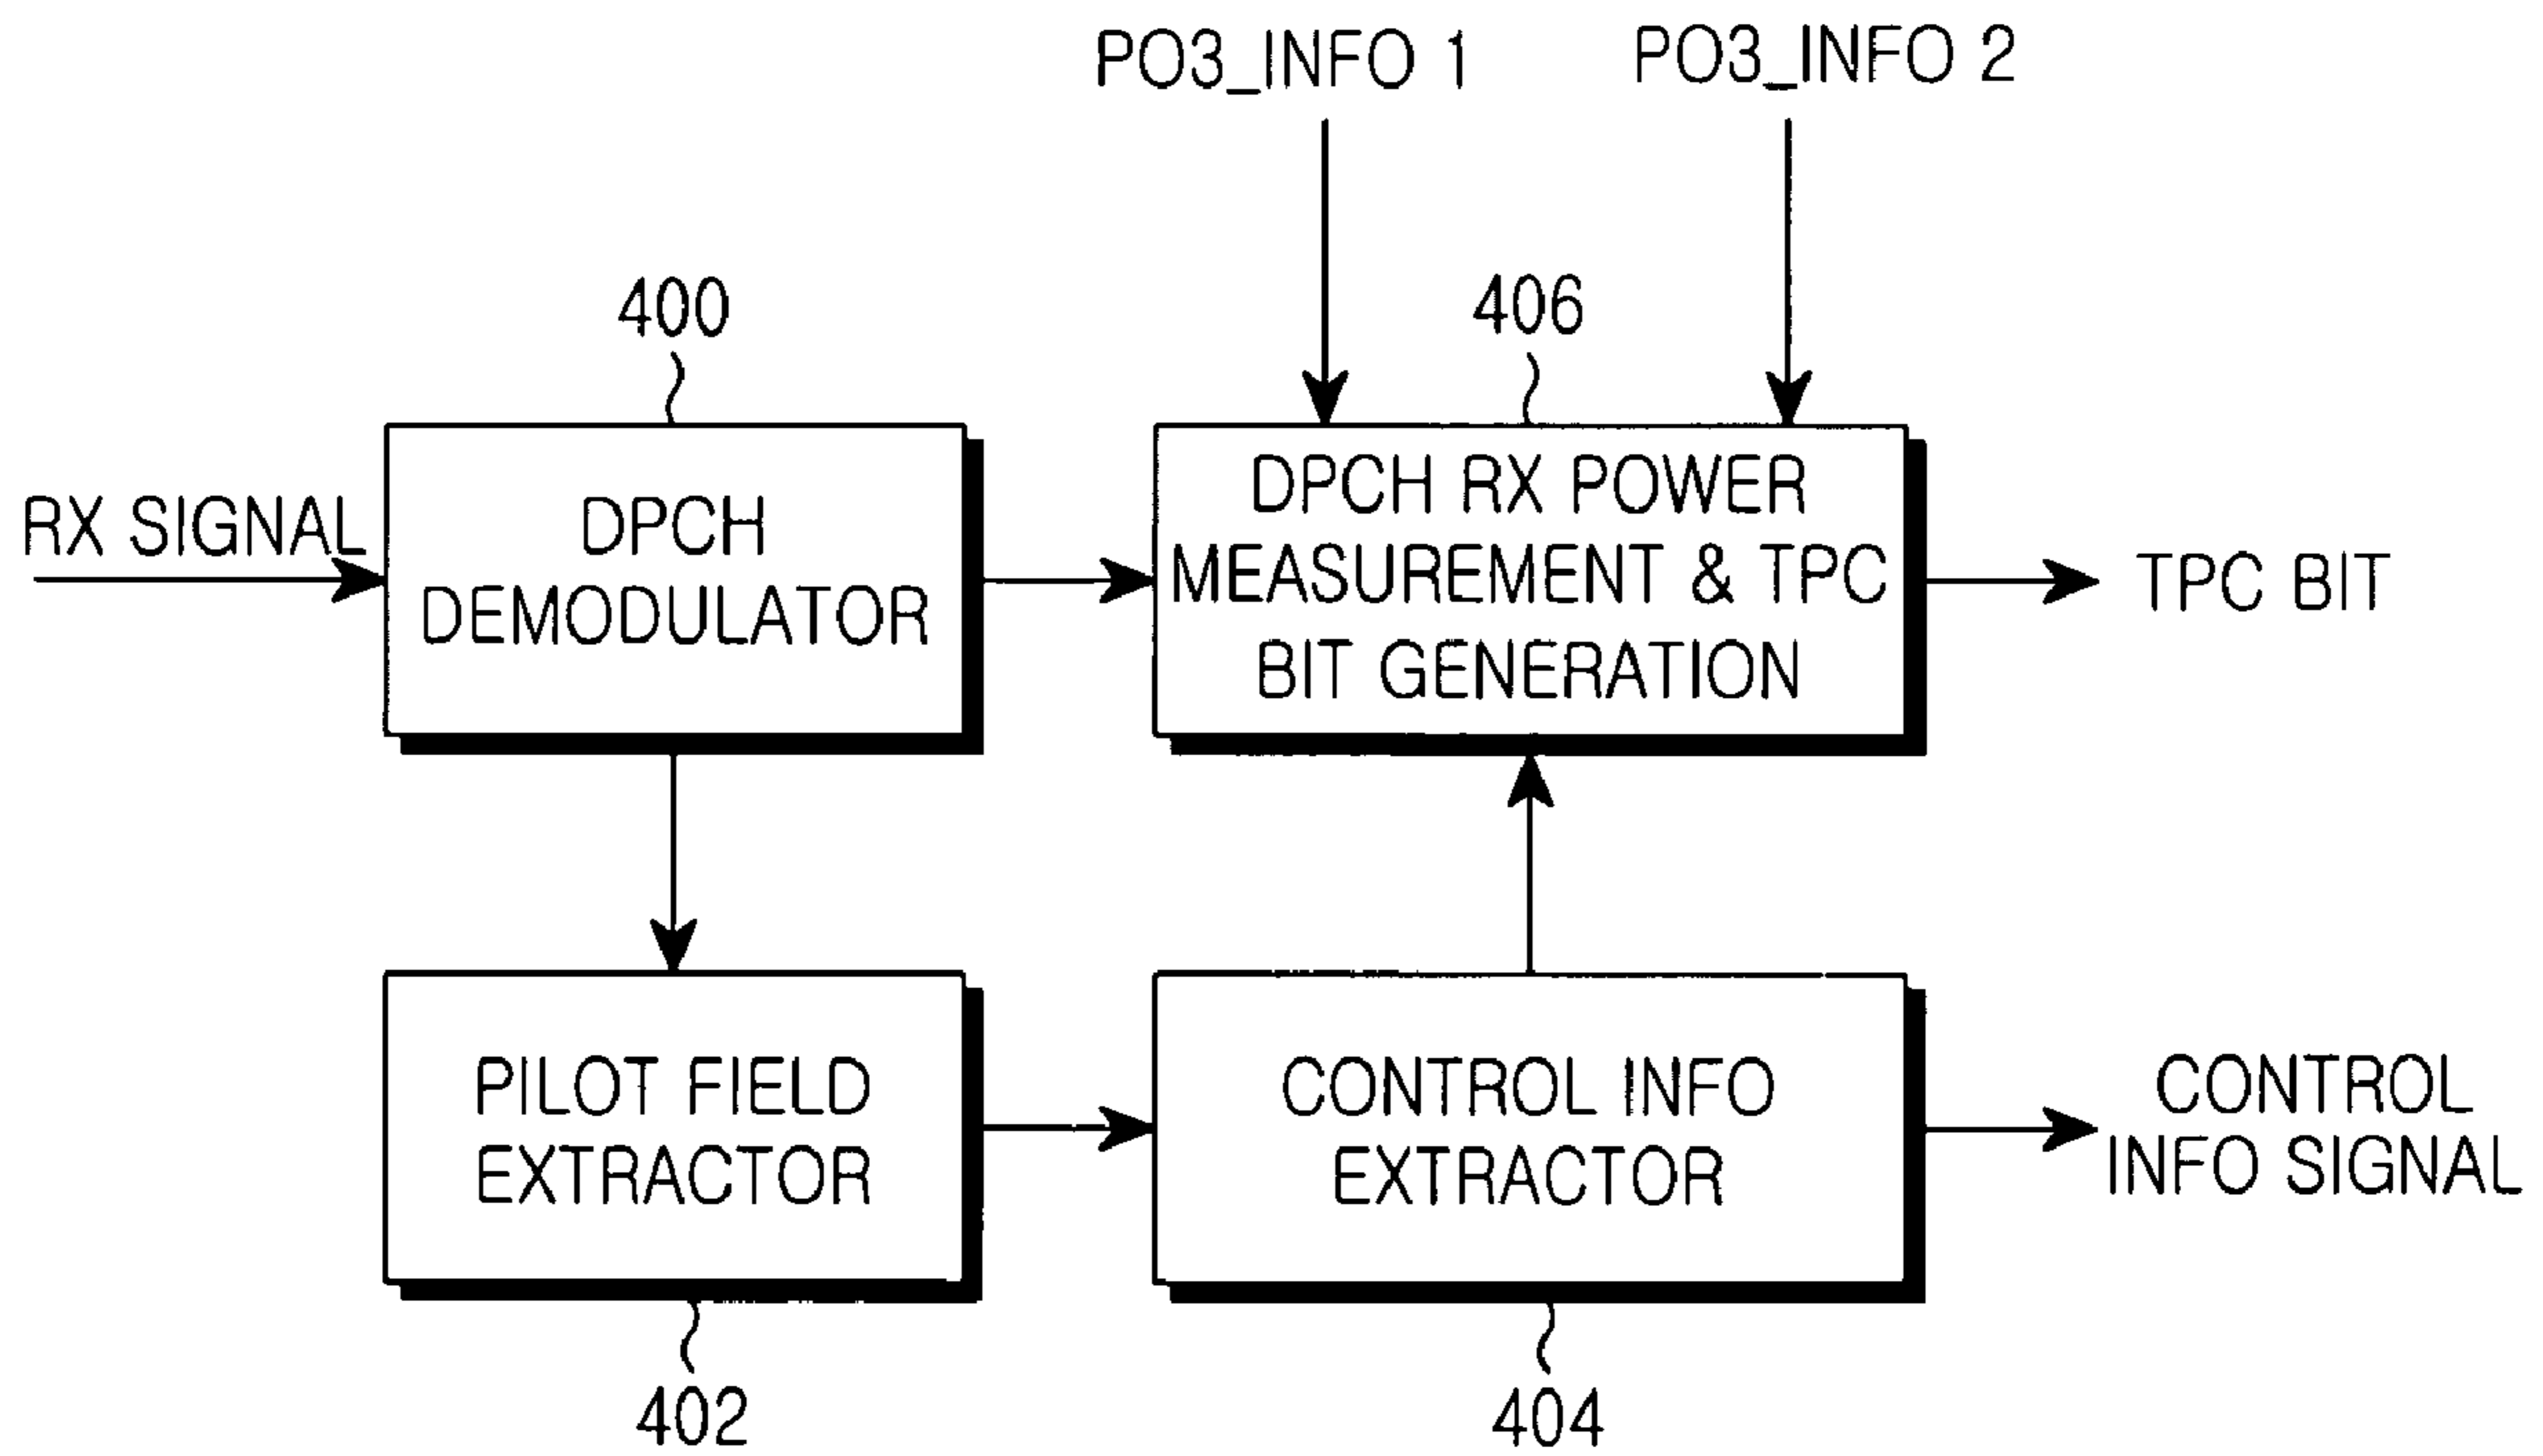 PO3_INFO 1
PO3_INFO 2
400
406
RX SIGNAL
DPCH
DEMODULATOR
DPCH RX POWER
MEASUREMENT & TPC
BIT GENERATION
TPC BIT
PILOT FIELD
EXTRACTOR
CONTROL INFO
EXTRACTOR
CONTROL
INFO SIGNAL
402
404